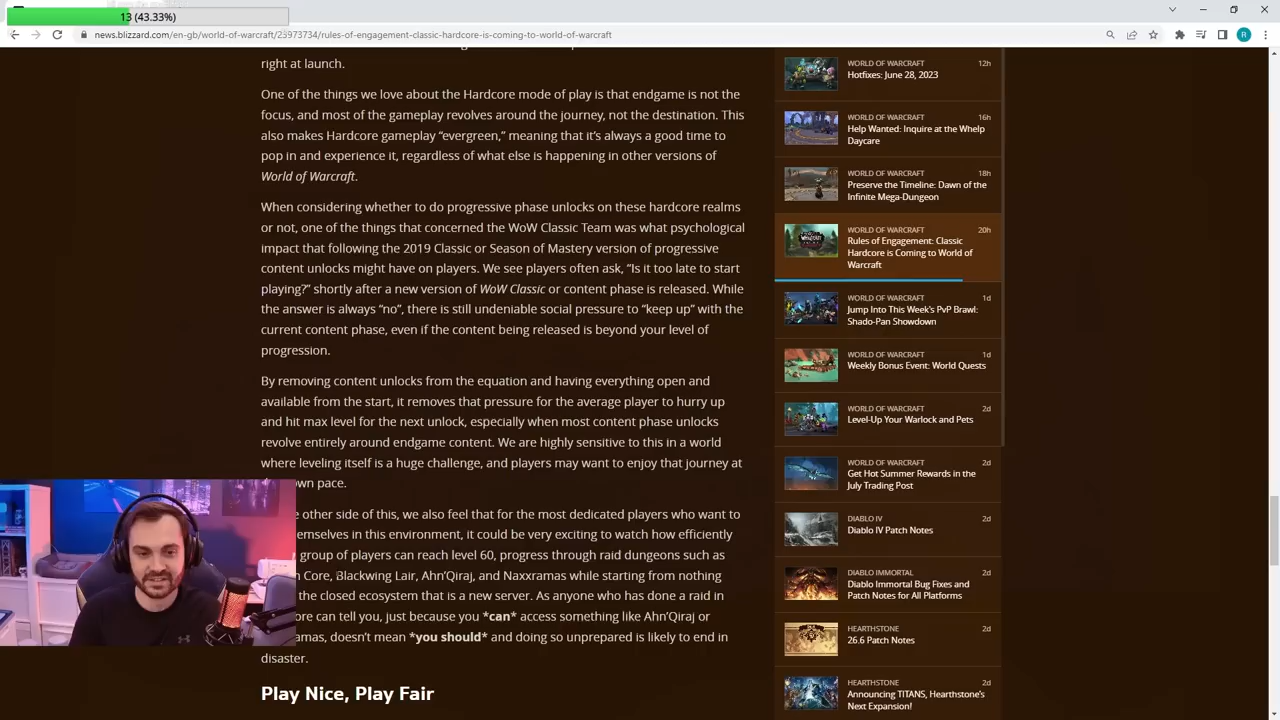 13 (43.33%)
news.blizzard.com/en-gb/world-of-warcraft/23973734/rules-of-engagement-classic-hardcore-is-coming-to-world-of-warcraft
R
right at launch.
One of the things we love about the Hardcore mode of play is that endgame is not the
focus, and most of the gameplay revolves around the journey, not the destination. This
also makes Hardcore gameplay “evergreen,” meaning that it’s always a good time to
pop in and experience it, regardless of what else is happening in other versions of
World of Warcraft.
When considering whether to do progressive phase unlocks on these hardcore realms
or not, one of the things that concerned the WoW Classic Team was what psychological
impact that following the 2019 Classic or Season of Mastery version of progressive
content unlocks might have on players. We see players often ask, “Is it too late to start
playing?” shortly after a new version of WoW Classic or content phase is released. While
the answer is always “no”, there is still undeniable social pressure to “keep up” with the
current content phase, even if the content being released is beyond your level of
progression.
By removing content unlocks from the equation and having everything open and
available from the start, it removes that pressure for the average player to hurry up
and hit max level for the next unlock, especially when most content phase unlocks
revolve entirely around endgame content. We are highly sensitive to this in a world
where leveling itself is a huge challenge, and players may want to enjoy that journey at
own pace.
other side of this, we also feel that for the most dedicated players who want to
emselves in this environment, it could be very exciting to watch how efficiently
group of players can reach level 60, progress through raid dungeons such as
Core, Blackwing Lair, Ahn’Qiraj, and Naxxramas while starting from nothing
the closed ecosystem that is a new server. As anyone who has done a raid in
ore can tell you, just because you *can* access something like Ahn’Qiraj or
amas, doesn’t mean *you should* and doing so unprepared is likely to end in
disaster.
Play Nice, Play Fair
WORLD OF WARCRAFT 12h
Hotfixes: June 28, 2023
WORLD OF WARCRAFT 16h
Help Wanted: Inquire at the Whelp
Daycare
WORLD OF WARCRAFT 18h
Preserve the Timeline: Dawn of the
Infinite Mega-Dungeon
WORLD OF WARCRAFT 20h
Rules of Engagement: Classic
Hardcore is Coming to World of
Warcraft
WORLD OF WARCRAFT 1d
Jump Into This Week’s PvP Brawl:
Shado-Pan Showdown
WORLD OF WARCRAFT 1d
Weekly Bonus Event: World Quests
WORLD OF WARCRAFT 2d
Level-Up Your Warlock and Pets
WORLD OF WARCRAFT 2d
Get Hot Summer Rewards in the
July Trading Post
DIABLO IV 2d
Diablo IV Patch Notes
DIABLO IMMORTAL 2d
Diablo Immortal Bug Fixes and
Patch Notes for All Platforms
HEARTHSTONE 2d
26.6 Patch Notes
HEARTHSTONE 2d
Announcing TITANS, Hearthstone’s
Next Expansion!